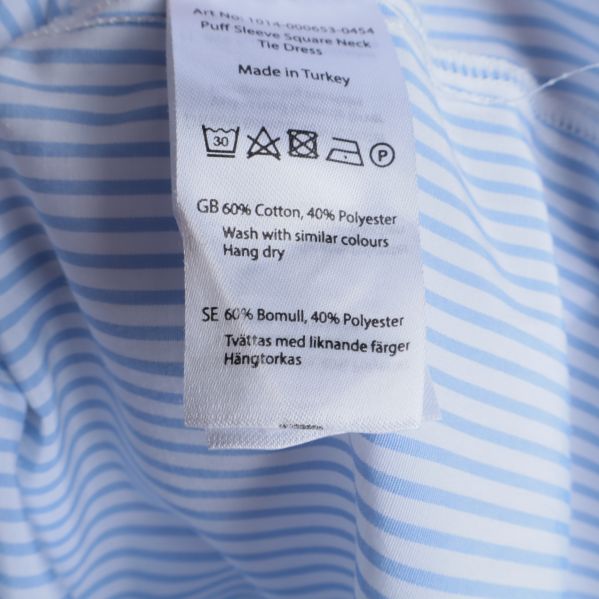 Art No: 1014-000653-0454
Puff Sleeve Square Neck
Tie Dress
Made in Turkey
30
P
GB 60% Cotton, 40% Polyester
Wash with similar colours
Hang dry
SE 60% Bomull, 40% Polyester
Tvättas med liknande färger
Hängtorkas